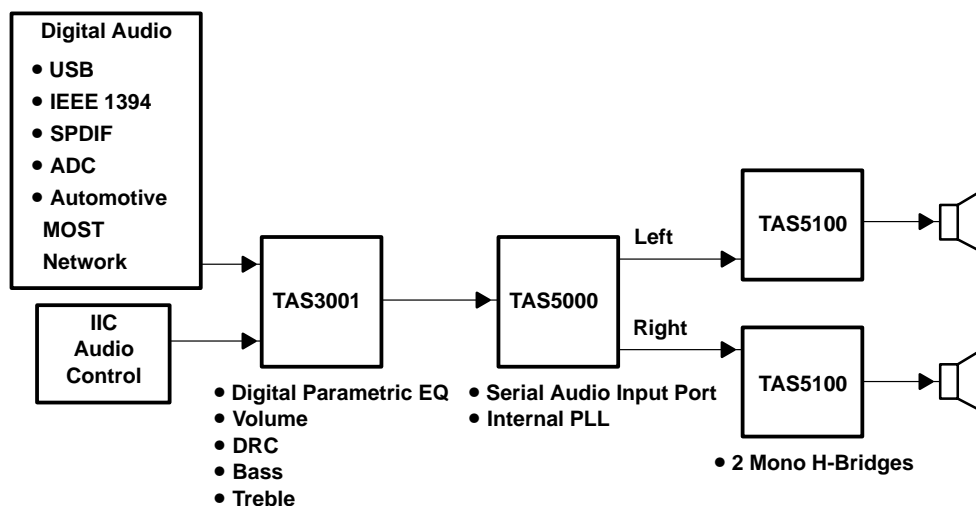 Digital Audio
• USB
• IEEE 1394
• SPDIF
• ADC
• Automotive
MOST
Network
IIC
Audio
Control
TAS3001
• Digital Parametric EQ
• Volume
• DRC
• Bass
• Treble
TAS5000
• Serial Audio Input Port
• Internal PLL
Left
Right
TAS5100
TAS5100
• 2 Mono H-Bridges